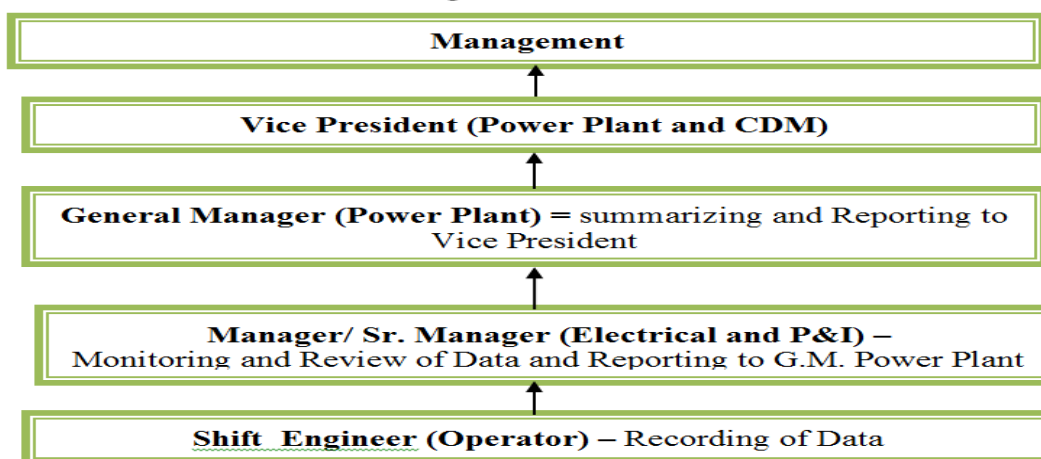 Management
Vice President (Power Plant and CDM)
General Manager (Power Plant) = summarizing and Reporting to
Vice President
Manager/ Sr. Manager (Electrical and P&I) –
Monitoring and Review of Data and Reporting to G.M. Power Plant
Shift Engineer (Operator) – Recording of Data